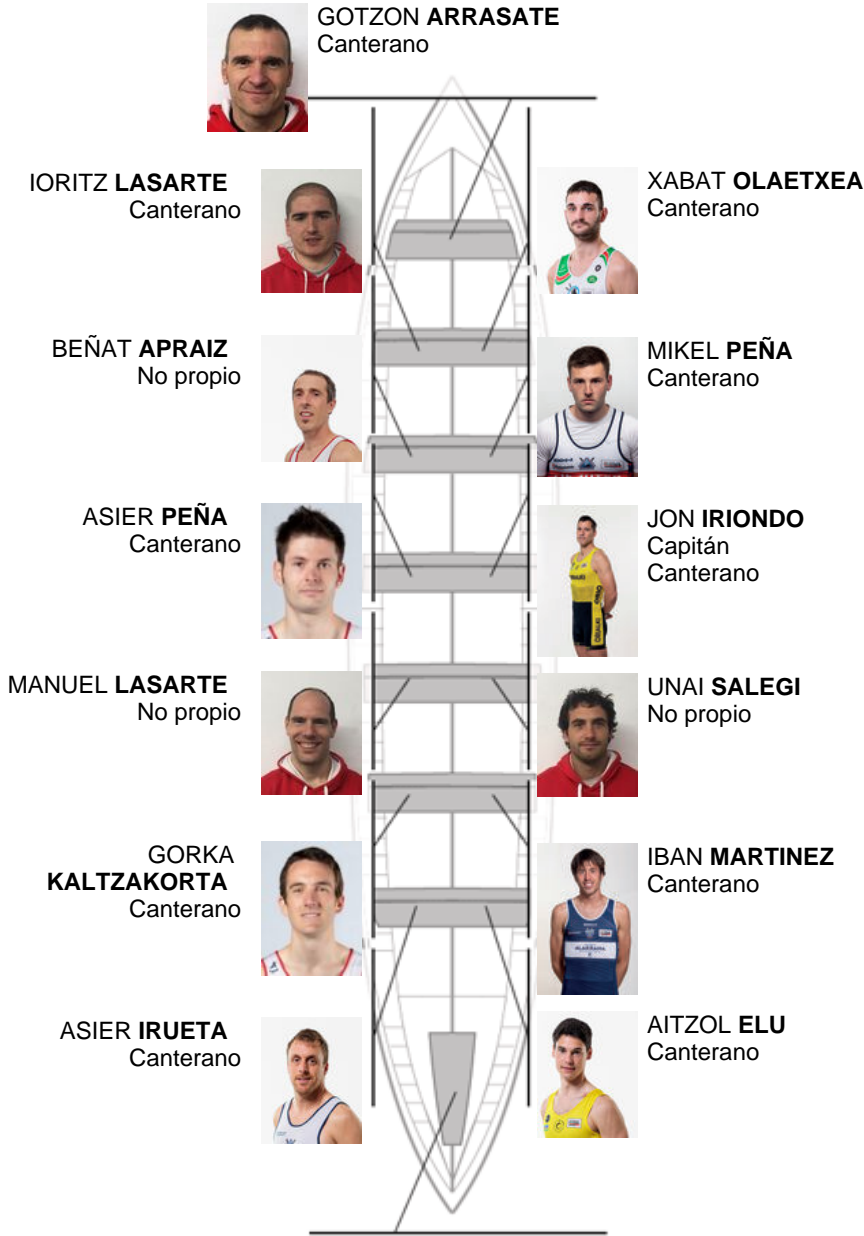 GOTZON ARRASATE
Canterano
IORITZ LASARTE
Canterano
XABAT OLAETXEA
Canterano
BEÑAT APRAIZ
No propio
MIKEL PEÑA
Canterano
ASIER PEÑA
Canterano
JON IRIONDO
Capitán
Canterano
MANUEL LASARTE
No propio
UNAI SALEGI
No propio
GORKA
KALTZAKORTA
Canterano
IBAN MARTINEZ
Canterano
ASIER IRUETA
Canterano
AITZOL ELU
Canterano